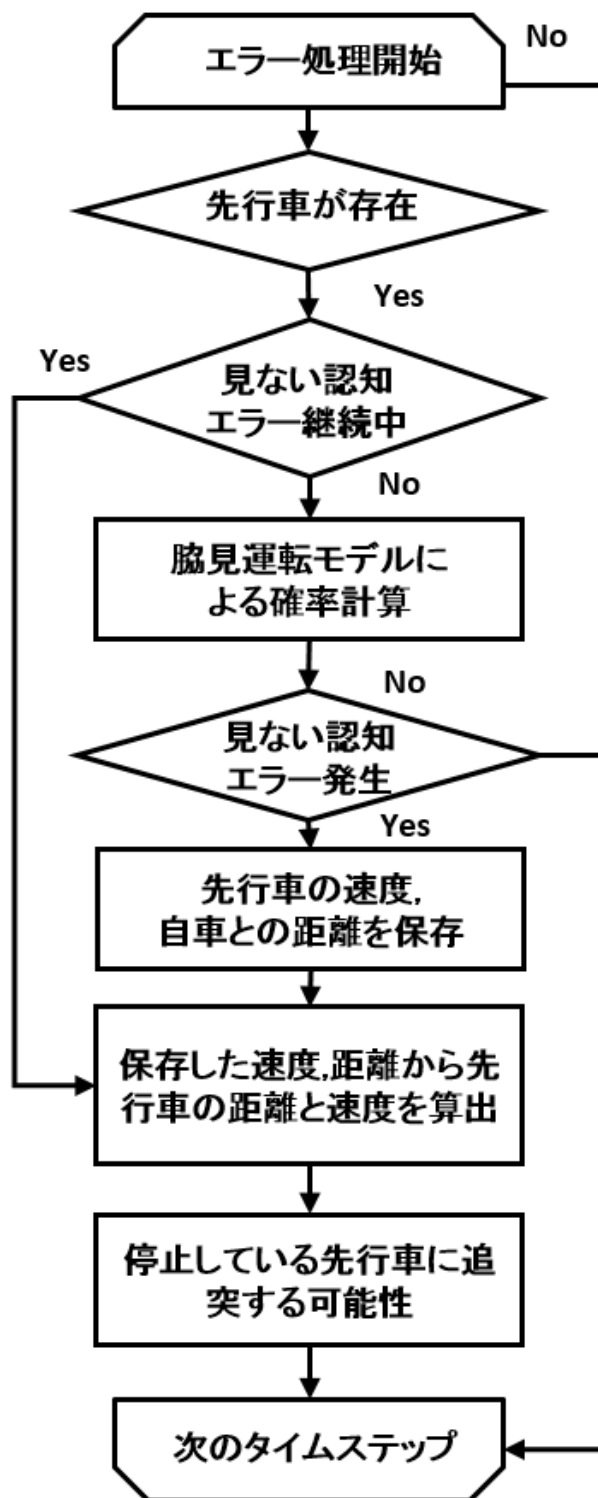 エラー処理開始
No
先行車が存在
Yes
Yes
見ない認知
エラー継続中
No
脇見運転モデルに
よる確率計算
No
見ない認知
エラー発生
Yes
先行車の速度,
自車との距離を保存
保存した速度,距離から先
行車の距離と速度を算出
停止している先行車に追
突する可能性
次のタイムステップ